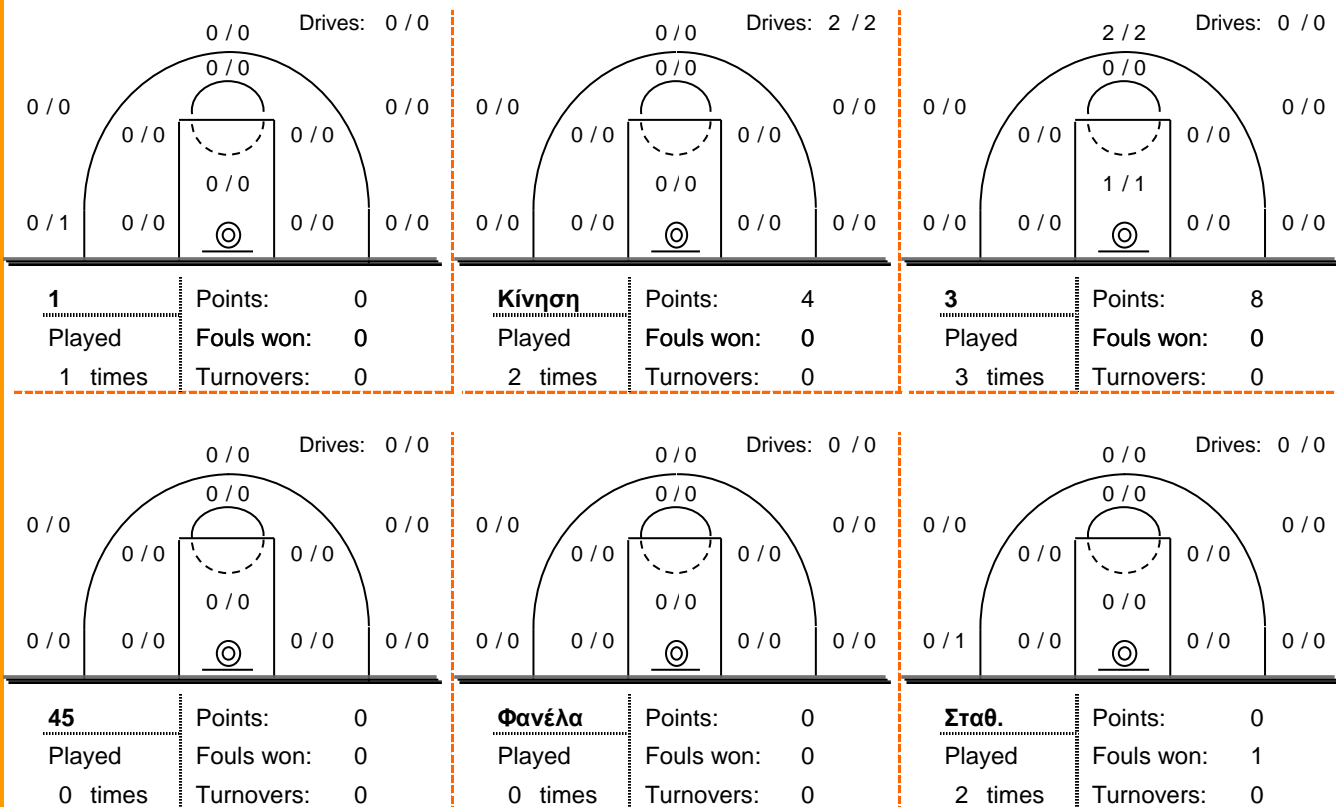 0 / 0 Drives: 0 / 0
0 / 0
0 / 0 0 / 0
0 / 0 0 / 0
0 / 0
0 / 1 0 / 0 0 / 0 0 / 0
1 Points: 0
Played Fouls won: 0
1 times Turnovers: 0
0 / 0 Drives: 2 / 2
0 / 0
0 / 0 0 / 0
0 / 0 0 / 0
0 / 0
0 / 0 0 / 0 0 / 0 0 / 0
Κίνηση Points: 4
Played Fouls won: 0
2 times Turnovers: 0
2 / 2 Drives: 0 / 0
0 / 0
0 / 0 0 / 0
0 / 0 0 / 0
1 / 1
0 / 0 0 / 0 0 / 0 0 / 0
3 Points: 8
Played Fouls won: 0
3 times Turnovers: 0
0 / 0 Drives: 0 / 0
0 / 0
0 / 0 0 / 0
0 / 0 0 / 0
0 / 0
0 / 0 0 / 0 0 / 0 0 / 0
45 Points: 0
Played Fouls won: 0
0 times Turnovers: 0
0 / 0 Drives: 0 / 0
0 / 0
0 / 0 0 / 0
0 / 0 0 / 0
0 / 0
0 / 0 0 / 0 0 / 0 0 / 0
Φανέλα Points: 0
Played Fouls won: 0
0 times Turnovers: 0
0 / 0 Drives: 0 / 0
0 / 0
0 / 0 0 / 0
0 / 0 0 / 0
0 / 0
0 / 1 0 / 0 0 / 0 0 / 0
Σταθ. Points: 0
Played Fouls won: 1
2 times Turnovers: 0